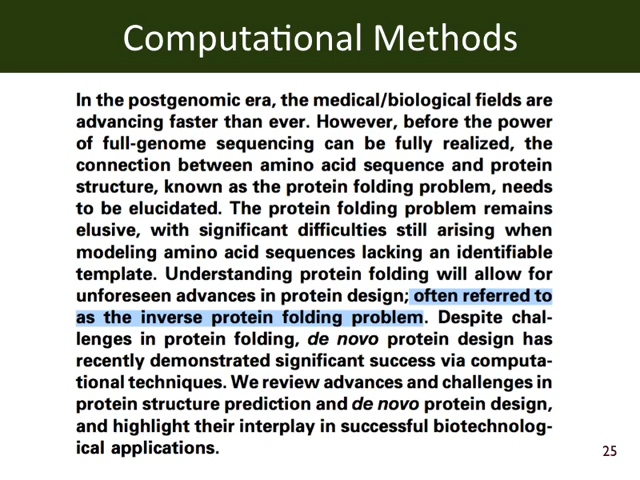 Computational Methods
In the postgenomic era, the medical/biological fields are
advancing faster than ever. However, before the power
of full-genome sequencing can be fully realized, the
connection between amino acid sequence and protein
structure, known as the protein folding problem, needs
to be elucidated. The protein folding problem remains
elusive, with significant difficulties still arising when
modeling amino acid sequences lacking an identifiable
template. Understanding protein folding will allow for
unforeseen advances in protein design; often referred to
as the inverse protein folding problem. Despite chal-
lenges in protein folding, de novo protein design has
recently demonstrated significant success via computa-
tional techniques. We review advances and challenges in
protein structure prediction and de novo protein design,
and highlight their interplay in successful biotechnolog-
ical applications.
25